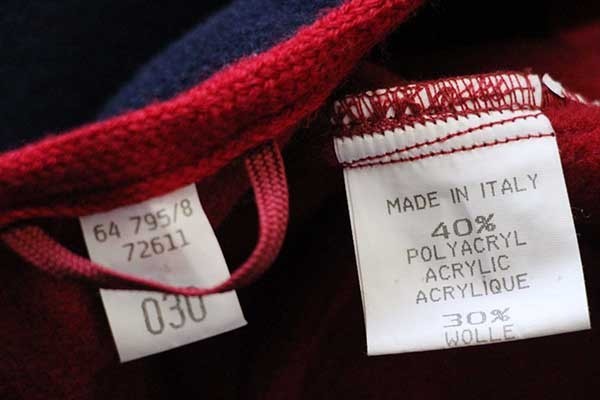 64 795/8
72611
030
MADE IN ITALY
40%
POLYACRYL
ACRYLIC
ACRYLIQUE
30%
WOLLE